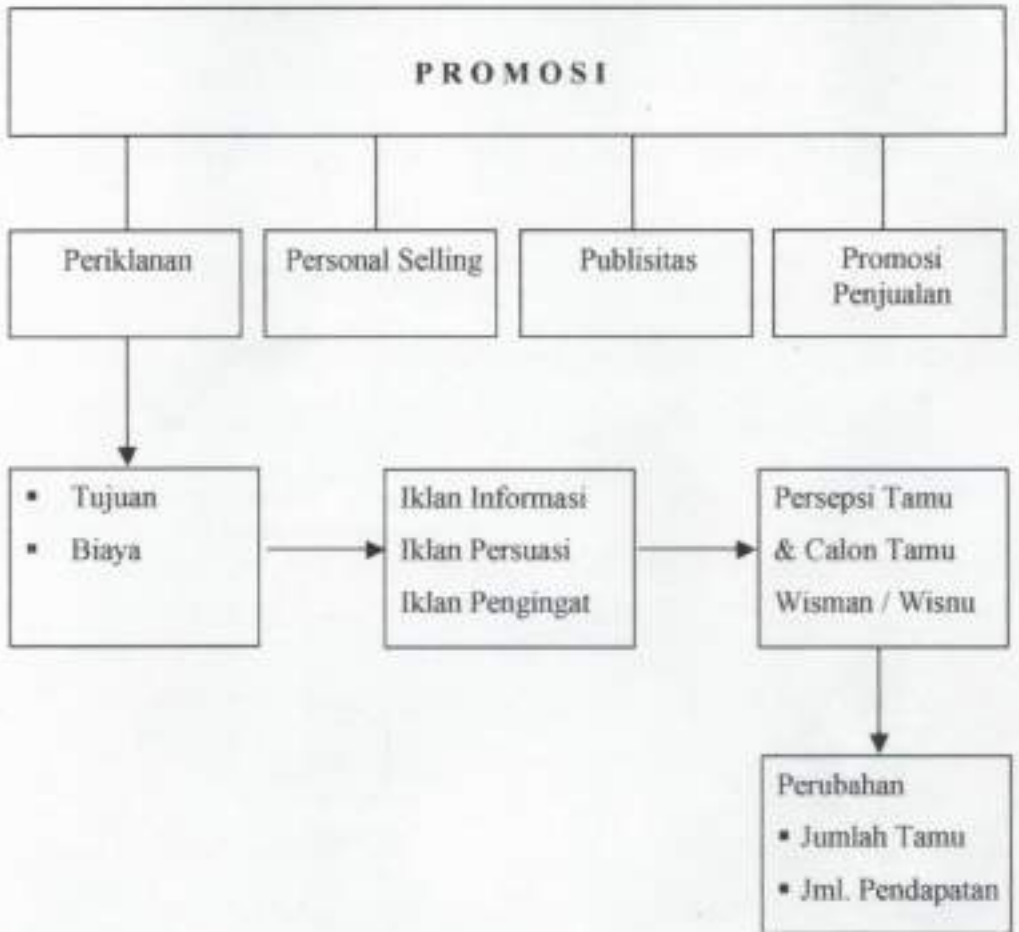 PROMOSI
Periklanan
Personal Selling
Publisitas
Promosi
Penjualan
▪ Tujuan
▪ Biaya
Iklan Informasi
Iklan Persuasi
Iklan Pengingat
Persepsi Tamu
& Calon Tamu
Wisman / Wisnu
Perubahan
▪ Jumlah Tamu
▪ Jml. Pendapatan